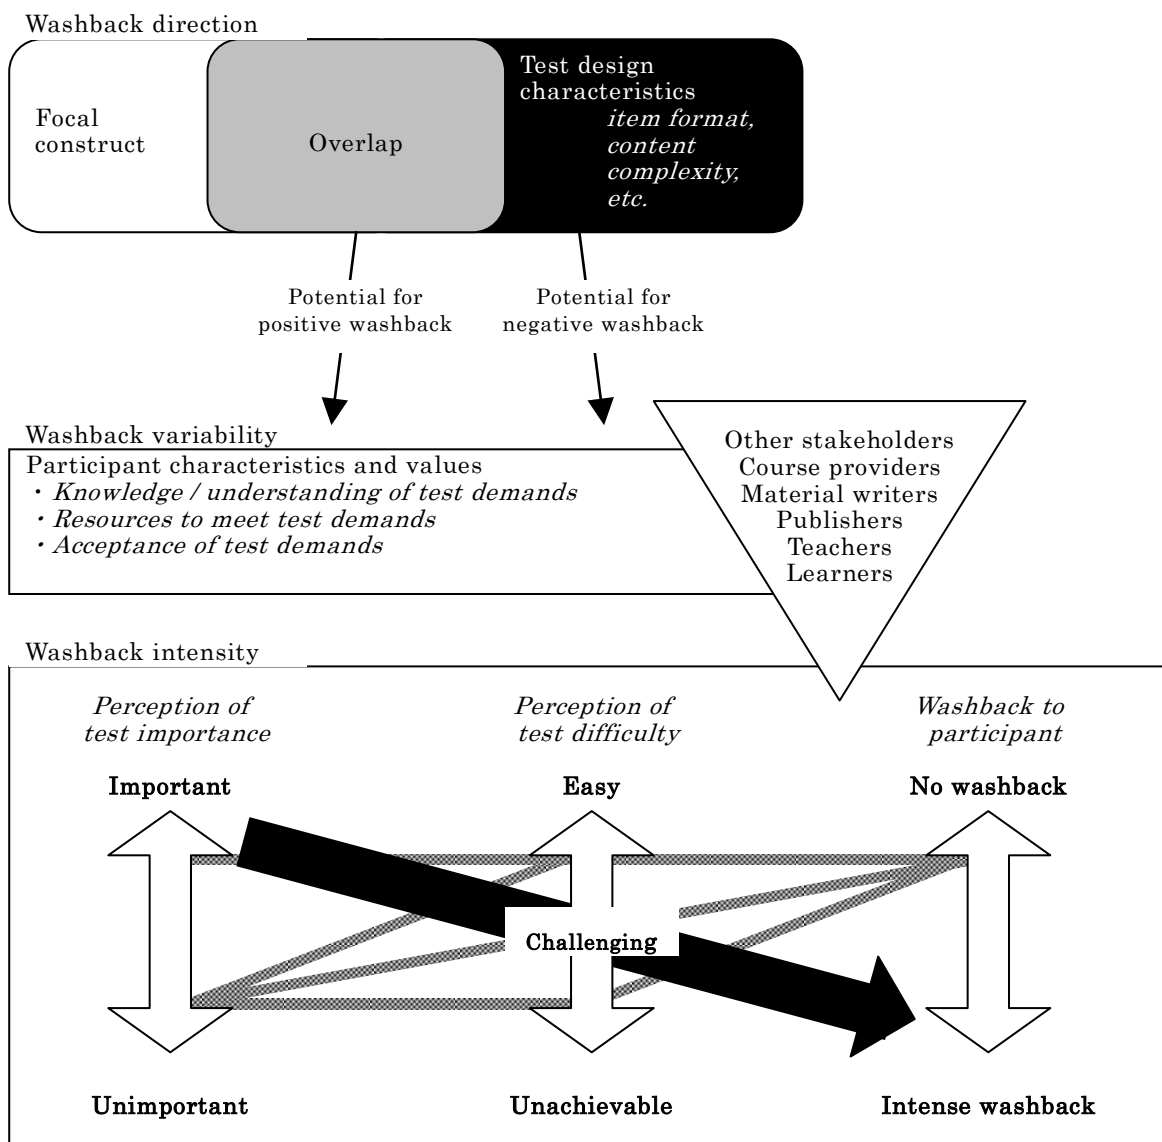 Washback direction
Focal
construct
Overlap
Test design
characteristics
item format,
content
complexity,
etc.
Potential for
positive washback
Potential for
negative washback
Washback variability
Participant characteristics and values
・Knowledge / understanding of test demands
・Resources to meet test demands
・Acceptance of test demands
Other stakeholders
Course providers
Material writers
Publishers
Teachers
Learners
Washback intensity
Perception of
test importance
Perception of
test difficulty
Washback to
participant
Important
Easy
No washback
Challenging
Unimportant
Unachievable
Intense washback